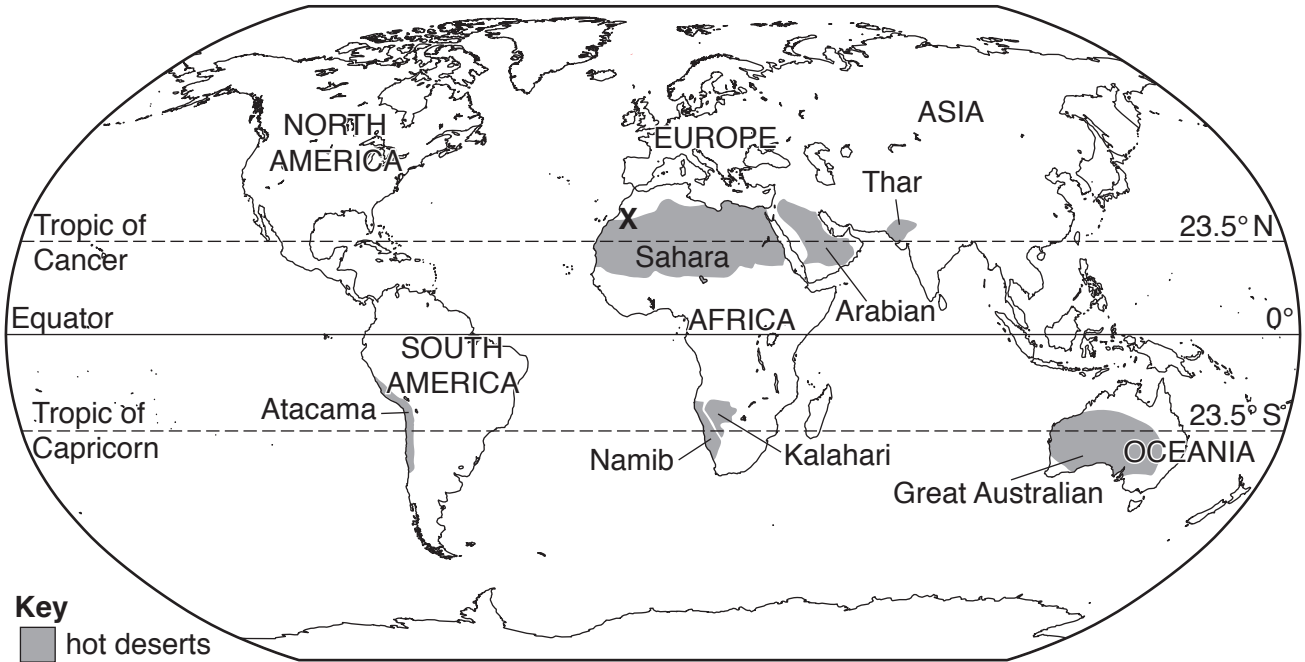 NORTH
AMERICA
EUROPE
ASIA
Thar
X
Tropic of
Cancer
23.5° N
Sahara
Arabian
Equator
AFRICA
0°
SOUTH
AMERICA
Atacama
Tropic of
Capricorn
23.5° S
Namib
Kalahari
OCEANIA
Great Australian
Key
hot deserts